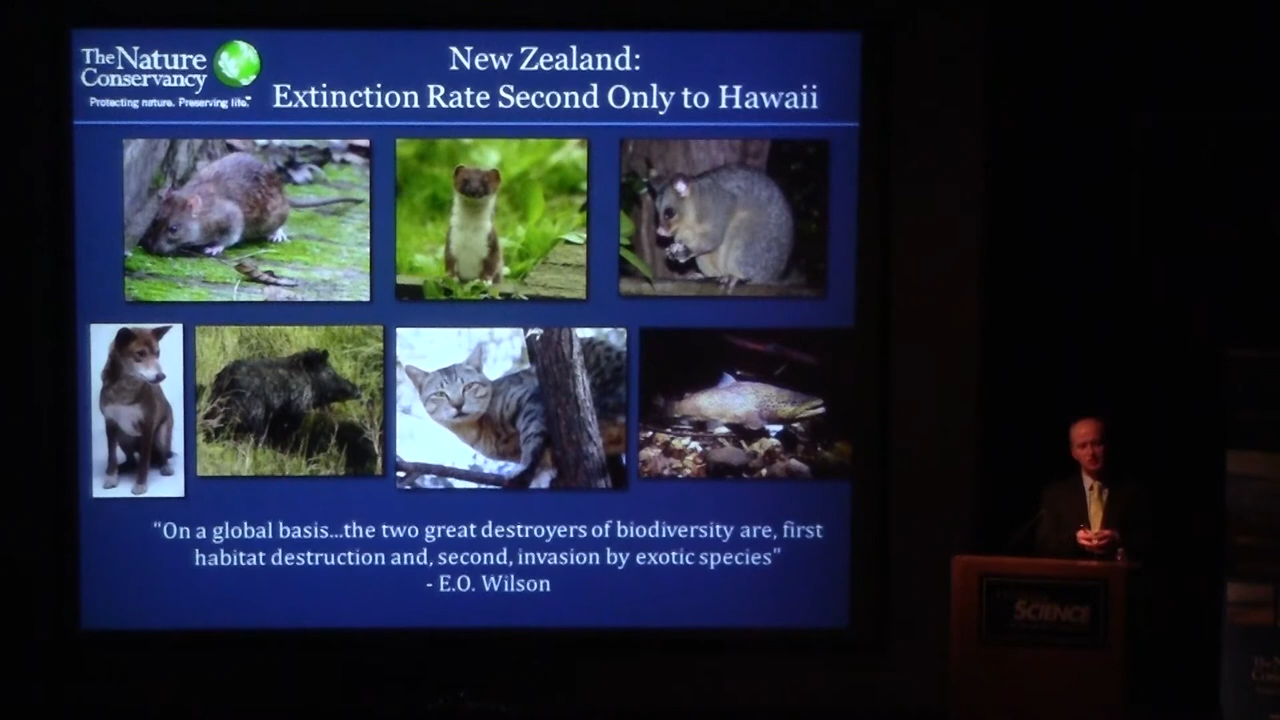 The Nature
Conservancy
Protecting nature. Preserving life.™
New Zealand:
Extinction Rate Second Only to Hawaii
"On a global basis...the two great destroyers of biodiversity are, first
habitat destruction and, second, invasion by exotic species"
- E.O. Wilson
SCIENCE